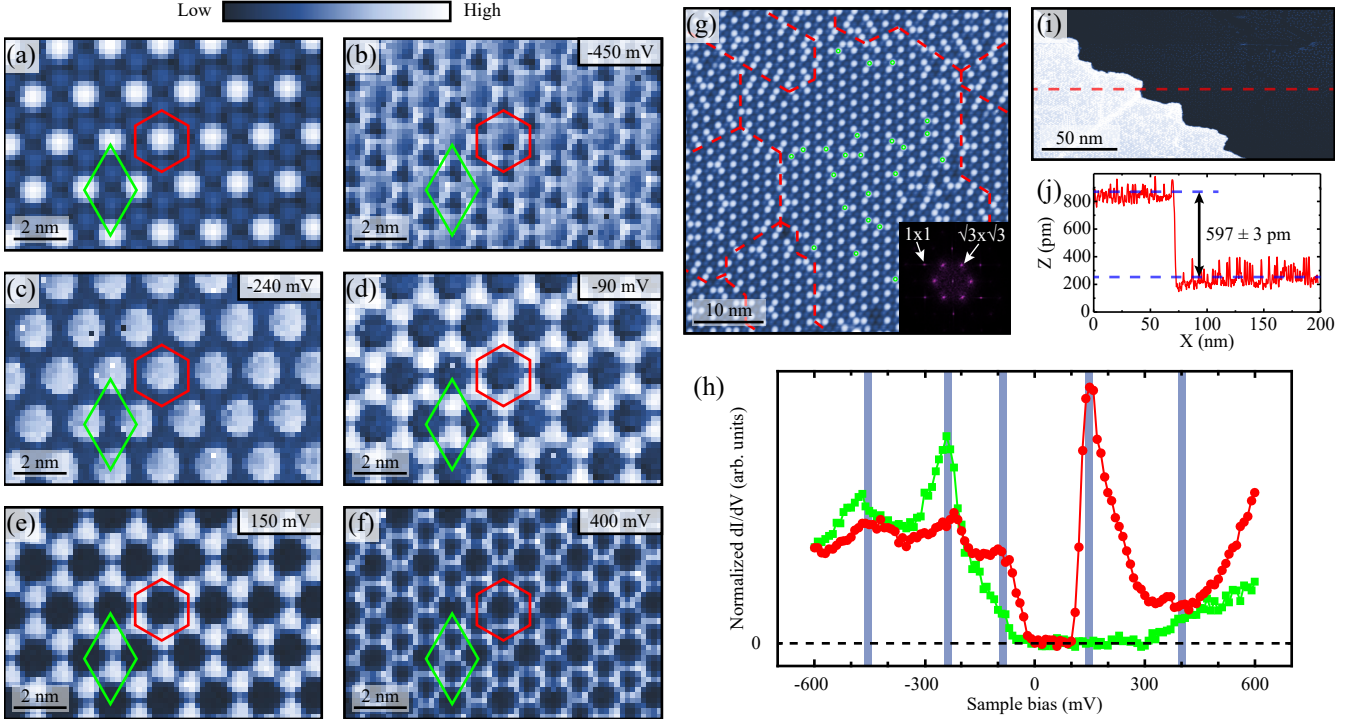 Low High
(a)
2 nm
(b) -450 mV
2 nm
(c) -240 mV
2 nm
(d) -90 mV
2 nm
(e) 150 mV
2 nm
(f) 400 mV
2 nm
(g)
1x1 √3x√3
10 nm
(i)
50 nm
(j)
800
600
400
200
0
Z (pm)
597 ± 3 pm
0 50 100 150 200
X (nm)
(h)
Normalized dI/dV (arb. units)
0
-600 -300 0 300 600
Sample bias (mV)